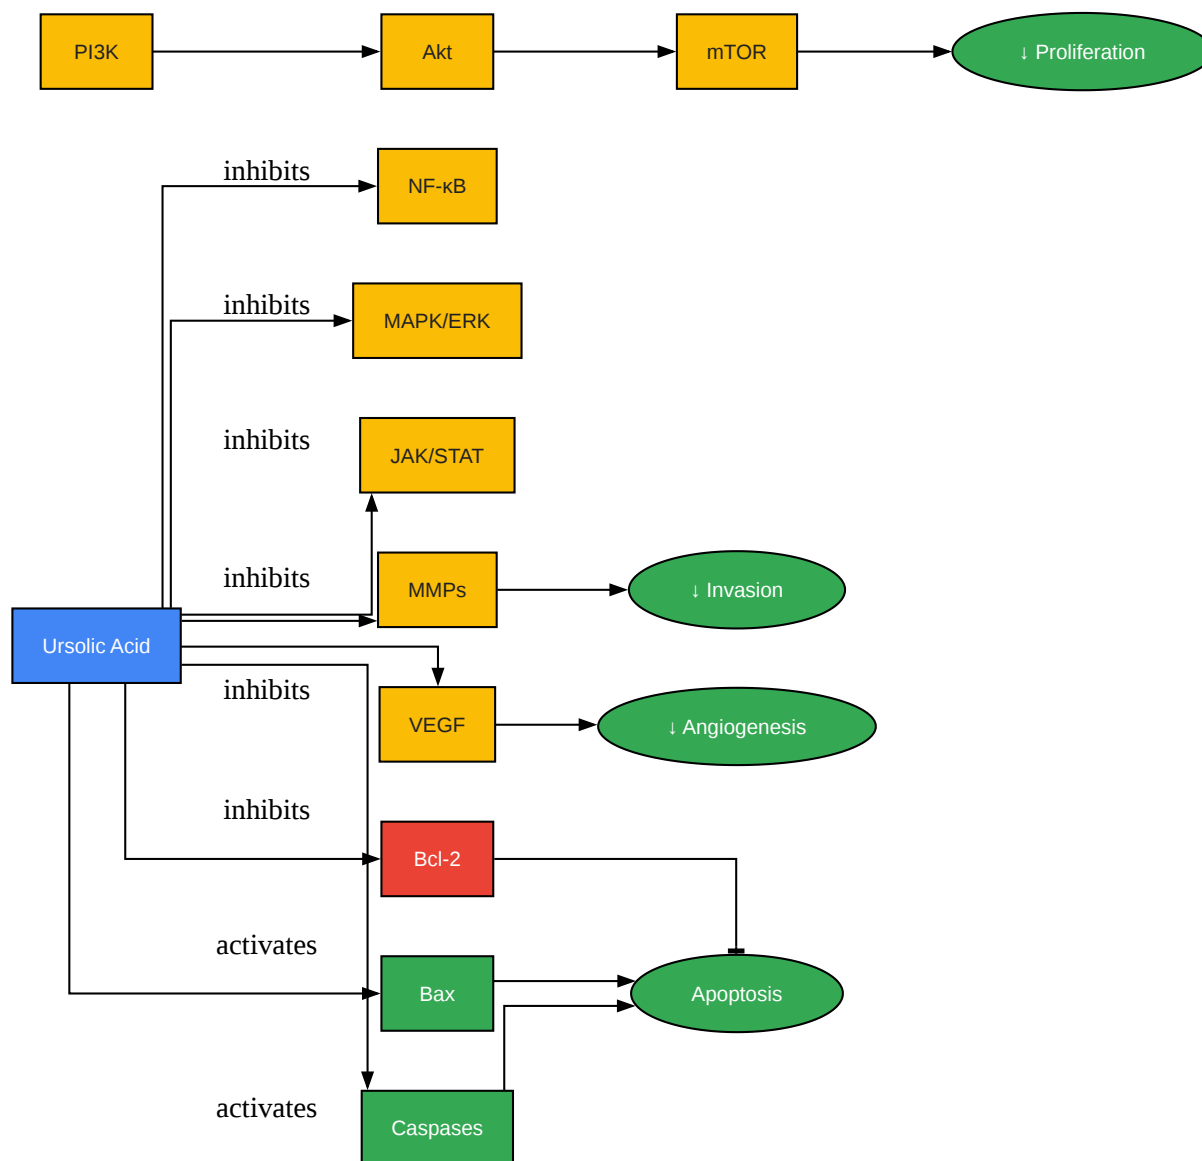 PI3K
Akt
mTOR
↓ Proliferation
inhibits
NF-κB
inhibits
MAPK/ERK
inhibits
JAK/STAT
inhibits
MMPs
↓ Invasion
Ursolic Acid
inhibits
VEGF
↓ Angiogenesis
inhibits
Bcl-2
activates
Bax
Apoptosis
activates
Caspases